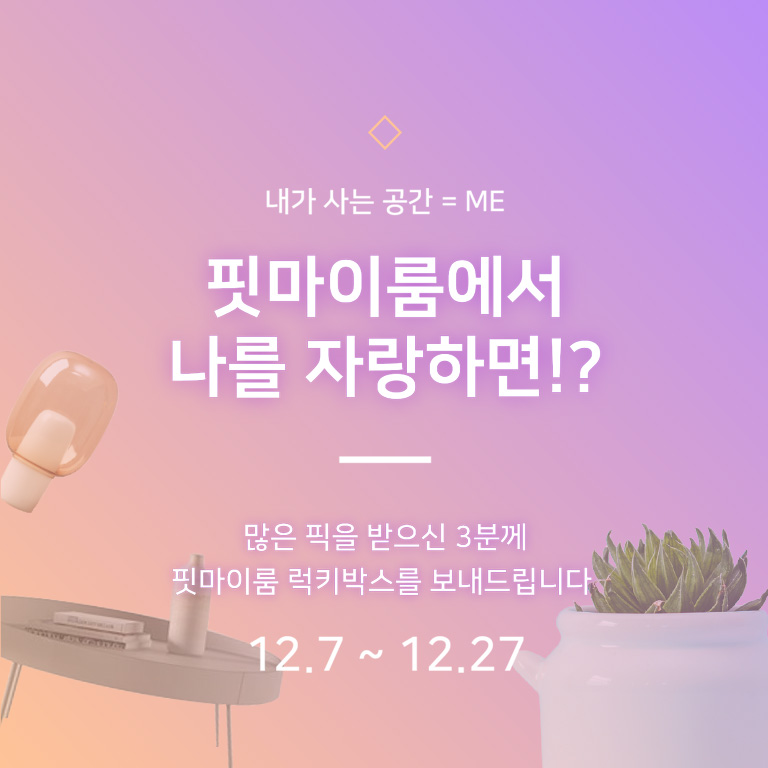 내가 사는 공간 = ME
핏마이룸에서
나를 자랑하면!?
많은 픽을 받으신 3분께
핏마이룸 럭키박스를 보내드립니다
12.7 ~ 12.27